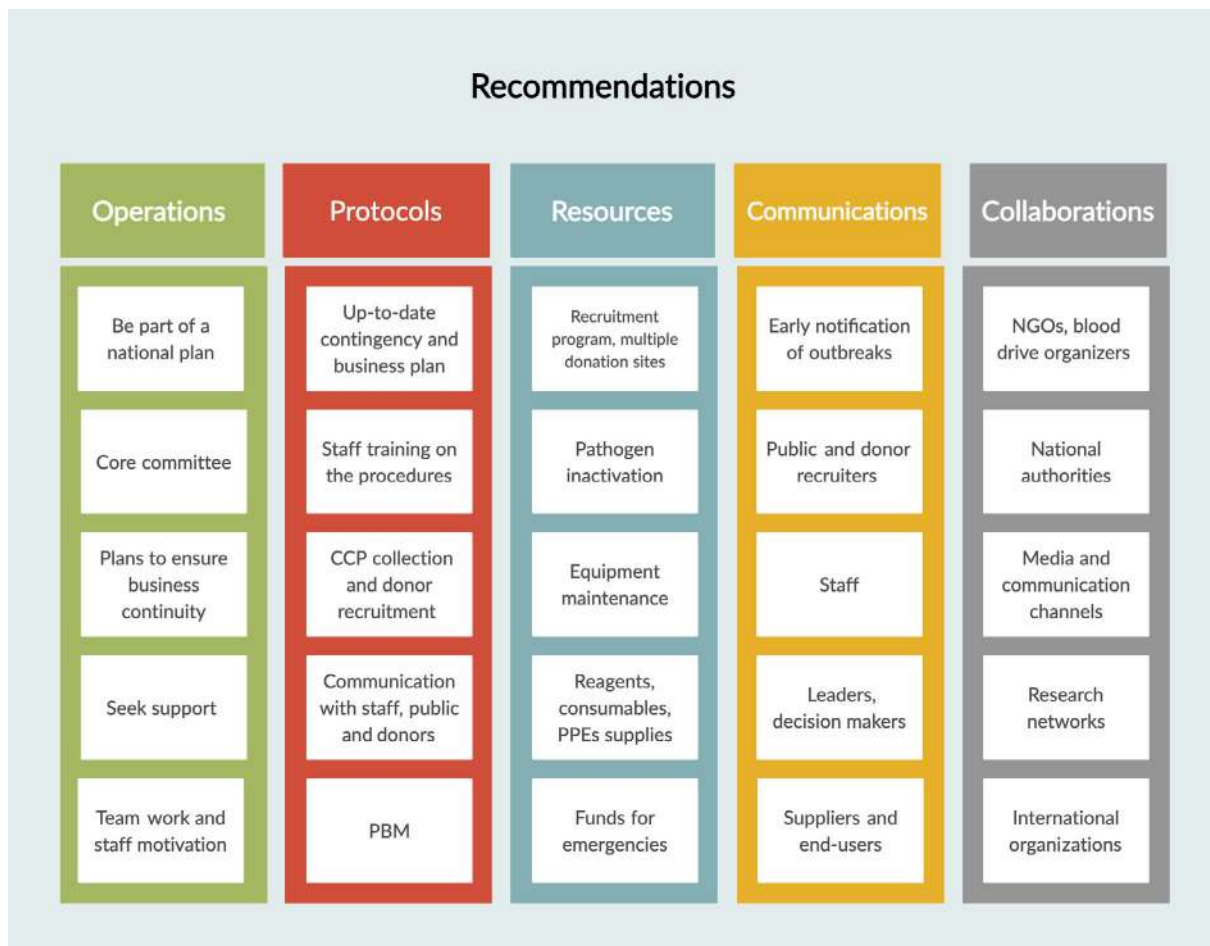 Recommendations
Operations
Be part of a
national plan
Core committee
Plans to ensure
business
continuity
Seek support
Team work and
staff motivation
Protocols
Up-to-date
contingency and
business plan
Staff training on
the procedures
CCP collection
and donor
recruitment
Communication
with staff, public
and donors
PBM
Resources
Recruitment
program, multiple
donation sites
Pathogen
inactivation
Equipment
maintenance
Reagents,
consumables,
PPEs supplies
Funds for
emergencies
Communications
Early notification
of outbreaks
Public and donor
recruiters
Staff
Leaders,
decision makers
Suppliers and
end-users
Collaborations
NGOs, blood
drive organizers
National
authorities
Media and
communication
channels
Research
networks
International
organizations